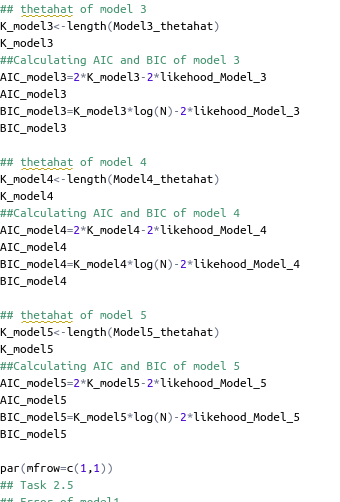 ## thetahat of model 3
K_model3<-length(Model3_thetahat)
K_model3
##Calculating AIC and BIC of model 3
AIC_model3=2*K_model3-2*likehood_Model_3
AIC_model3
BIC_model3=K_model3*log(N)-2*likehood_Model_3
BIC_model3
## thetahat of model 4
K_model4<-length(Model4_thetahat)
K_model4
##Calculating AIC and BIC of model 4
AIC_model4=2*K_model4-2*likehood_Model_4
AIC_model4
BIC_model4=K_model4*log(N)-2*likehood_Model_4
BIC_model4
## thetahat of model 5
K_model5<-length(Model5_thetahat)
K_model5
##Calculating AIC and BIC of model 5
AIC_model5=2*K_model5-2*likehood_Model_5
AIC_model5
BIC_model5=K_model5*log(N)-2*likehood_Model_5
BIC_model5
par(mfrow=c(1,1))
## Task 2.5
## Error of model1